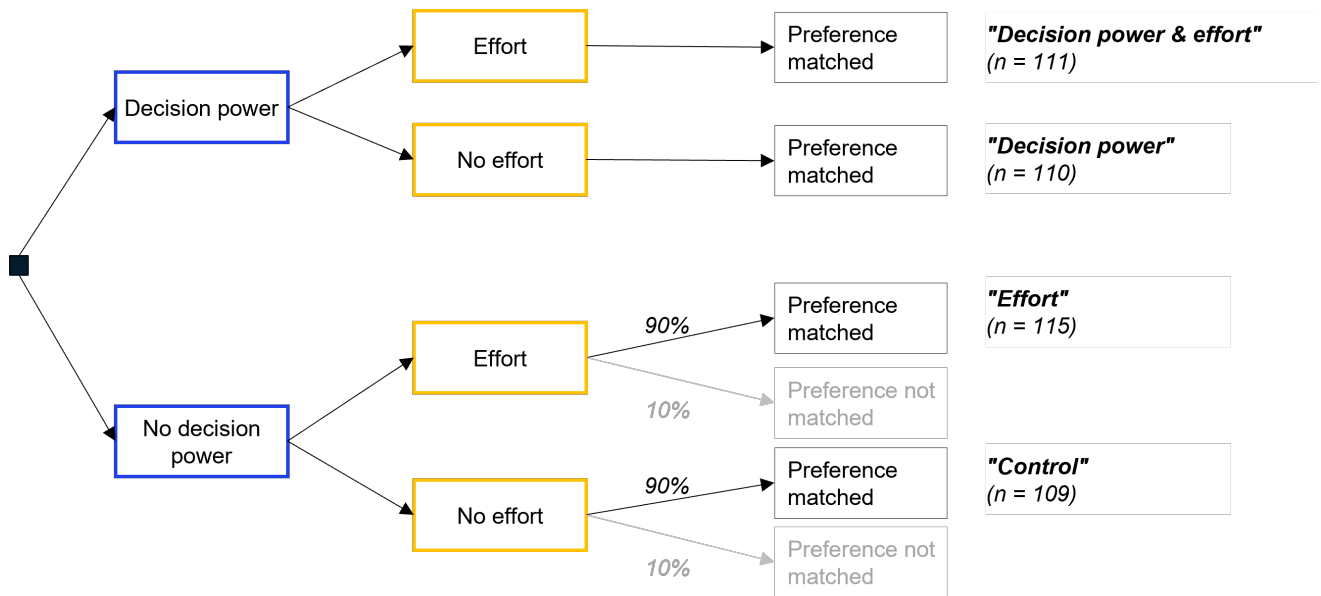 Effort
Preference
matched
"Decision power & effort"
(n = 111)
Decision power
No effort
Preference
matched
"Decision power"
(n = 110)
Effort
90%
Preference
matched
"Effort"
(n = 115)
10%
Preference not
matched
No decision
power
No effort
90%
Preference
matched
"Control"
(n = 109)
10%
Preference not
matched